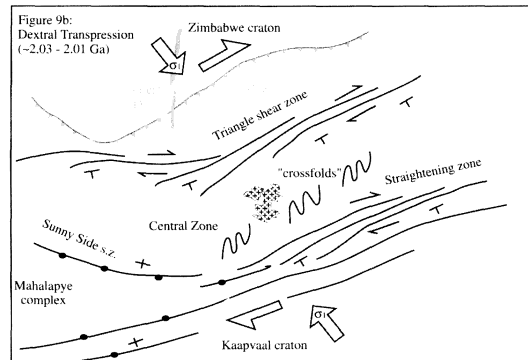 Figure 9b:
Dextral Transpression
(~2.03 - 2.01 Ga)
Zimbabwe craton
σ1
Triangle shear zone
"crossfolds"
Straightening zone
Central Zone
Sunny Side s.z.
Mahalapye
complex
σ1
Kaapvaal craton